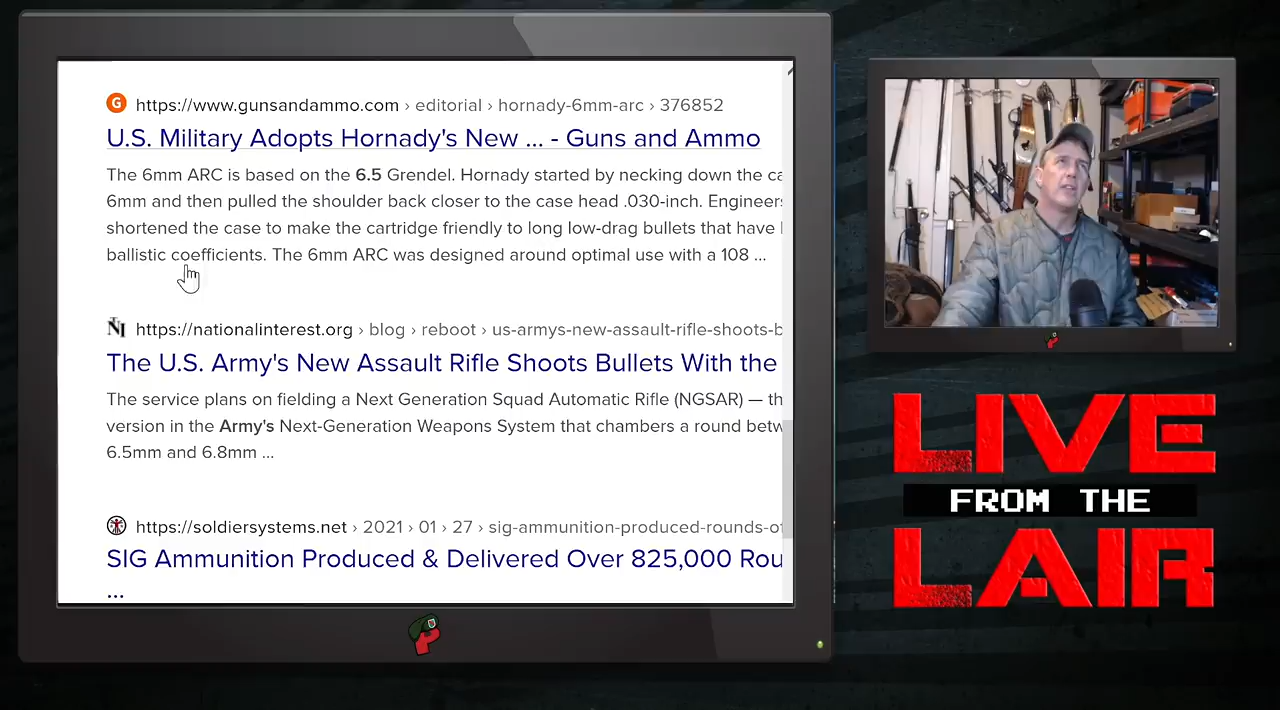 https://www.gunsandammo.com › editorial › hornady-6mm-arc › 376852
U.S. Military Adopts Hornady's New ... - Guns and Ammo
The 6mm ARC is based on the 6.5 Grendel. Hornady started by necking down the
6mm and then pulled the shoulder back closer to the case head .030-inch.
shortened the case to make the cartridge friendly to long low-drag bullets that have
ballistic coefficients. The 6mm ARC was designed around optimal use with a 108 ...
https://nationalinterest.org › blog › reboot › us-armys-new-assault-rifle-shoots-b
The U.S. Army's New Assault Rifle Shoots Bullets With the
The service plans on fielding a Next Generation Squad Automatic Rifle (NGSAR) —
version in the Army's Next-Generation Weapons System that chambers a round
6.5mm and 6.8mm ...
https://soldiersystems.net › 2021 › 01 › 27 › sig-ammunition-produced-rounds-
SIG Ammunition Produced & Delivered Over 825,000 Rou
...
LIVE
FROM THE
LAIR